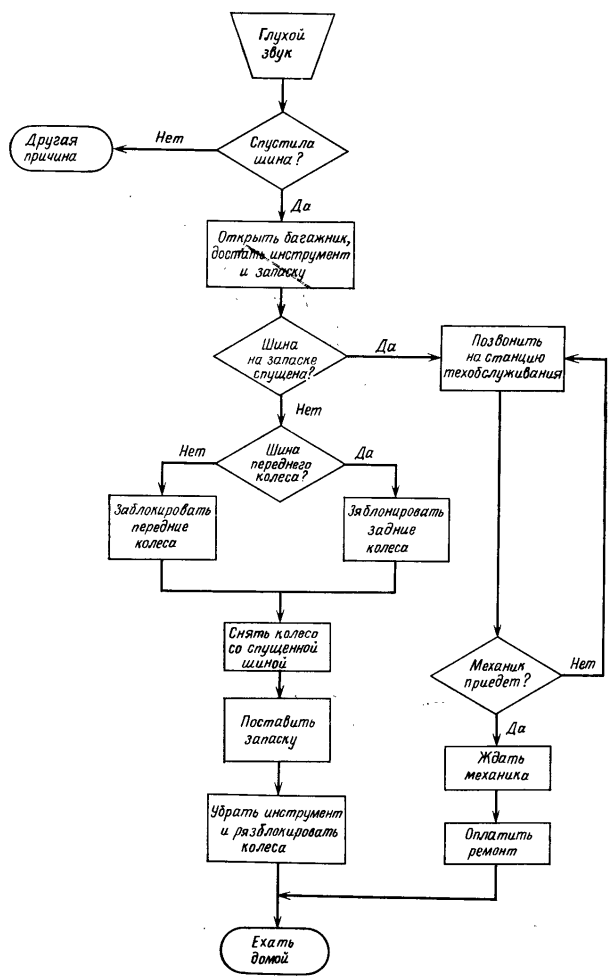 Глухой
звук
Спустила
шина?
Нет
Другая
причина
Да
Открыть багажник,
достать инструмент
и запаску
Шина
на запаске
спущена?
Да
Позвонить
на станцию
техобслуживания
Нет
Шина
переднего
колеса?
Нет
Да
Заблокировать
передние
колеса
Зяблонировать
задние
колеса
Снять колесо
со спущенной
шиной
Механик
приедет?
Нет
Поставить
запаску
Да
Ждать
механика
Убрать инструмент
и рязблокировать
колеса
Оплатить
ремонт
Ехать
домой